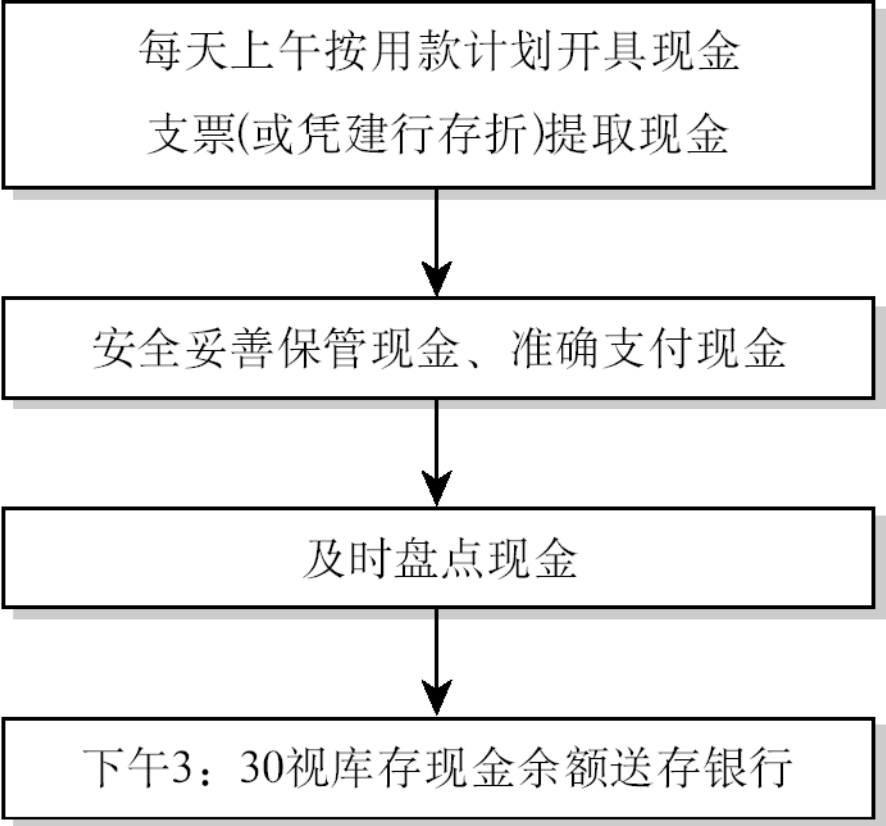 每天上午按用款计划开具现金
支票(或凭建行存折)提取现金
安全妥善保管现金、准确支付现金
及时盘点现金
下午3：30视库存现金余额送存银行